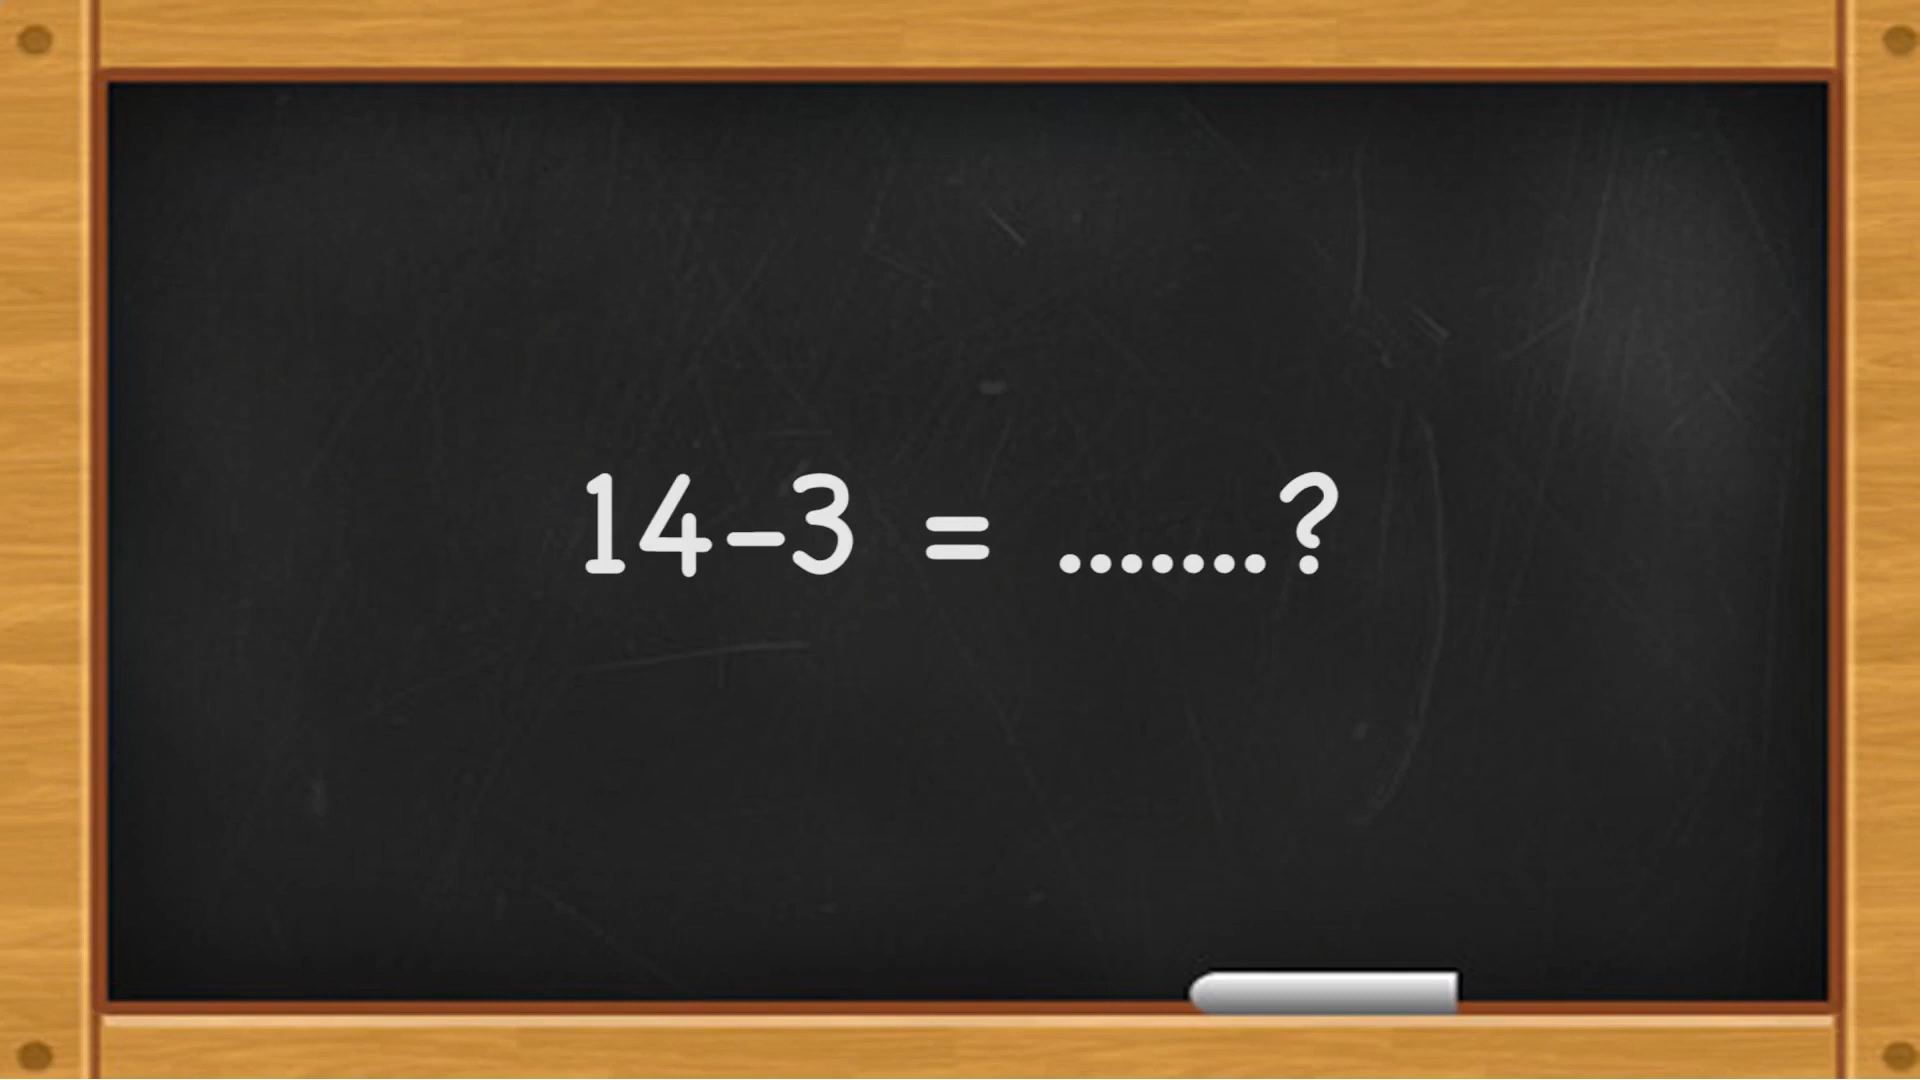 14-3 = .......?